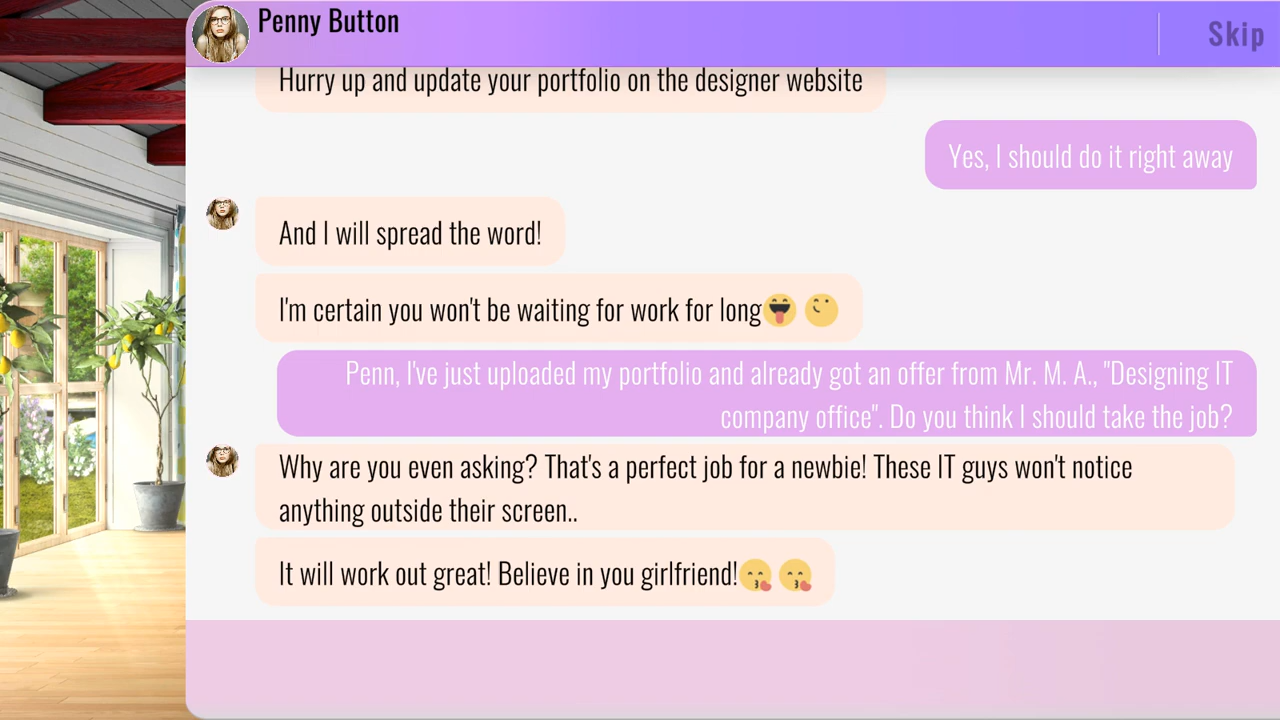 Penny Button
Skip
Hurry up and update your portfolio on the designer website
Yes, I should do it right away
And I will spread the word!
I'm certain you won't be waiting for work for long😝 😉
Penn, I've just uploaded my portfolio and already got an offer from Mr. M. A., "Designing IT
company office". Do you think I should take the job?
Why are you even asking? That's a perfect job for a newbie! These IT guys won't notice
anything outside their screen..
It will work out great! Believe in you girlfriend!😘 😘